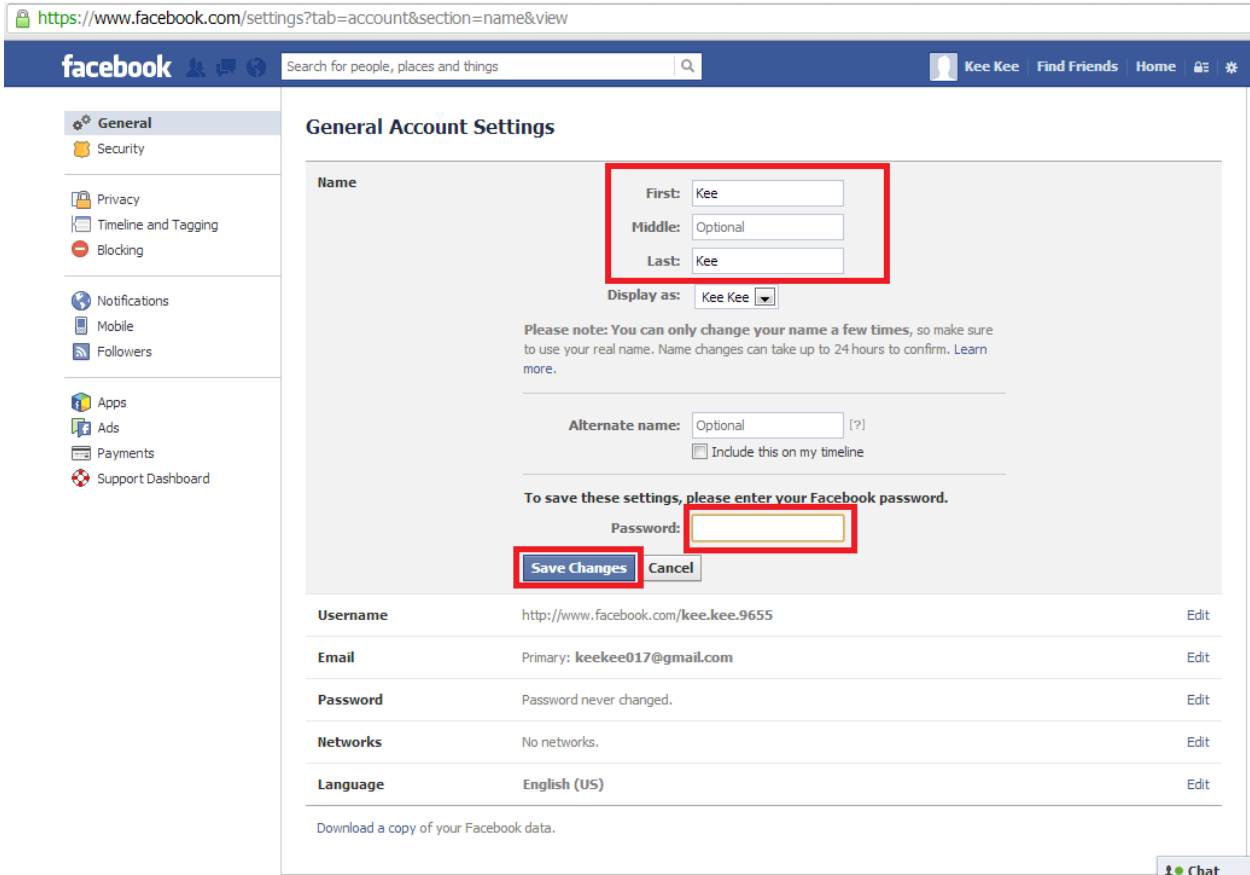 https://www.facebook.com/settings?tab=account&section=name&view
facebook
Search for people, places and things
Kee Kee
Find Friends
Home
General
Security
Privacy
Timeline and Tagging
Blocking
Notifications
Mobile
Followers
Apps
Ads
Payments
Support Dashboard
General Account Settings
Name
First: Kee
Middle: Optional
Last: Kee
Display as: Kee Kee
Please note: You can only change your name a few times, so make sure
to use your real name. Name changes can take up to 24 hours to confirm. Learn
more.
Alternate name: Optional [?]
Include this on my timeline
To save these settings, please enter your Facebook password.
Password:
Save Changes Cancel
Username http://www.facebook.com/kee.kee.9655 Edit
Email Primary: keekee017@gmail.com Edit
Password Password never changed. Edit
Networks No networks. Edit
Language English (US) Edit
Download a copy of your Facebook data.
Chat